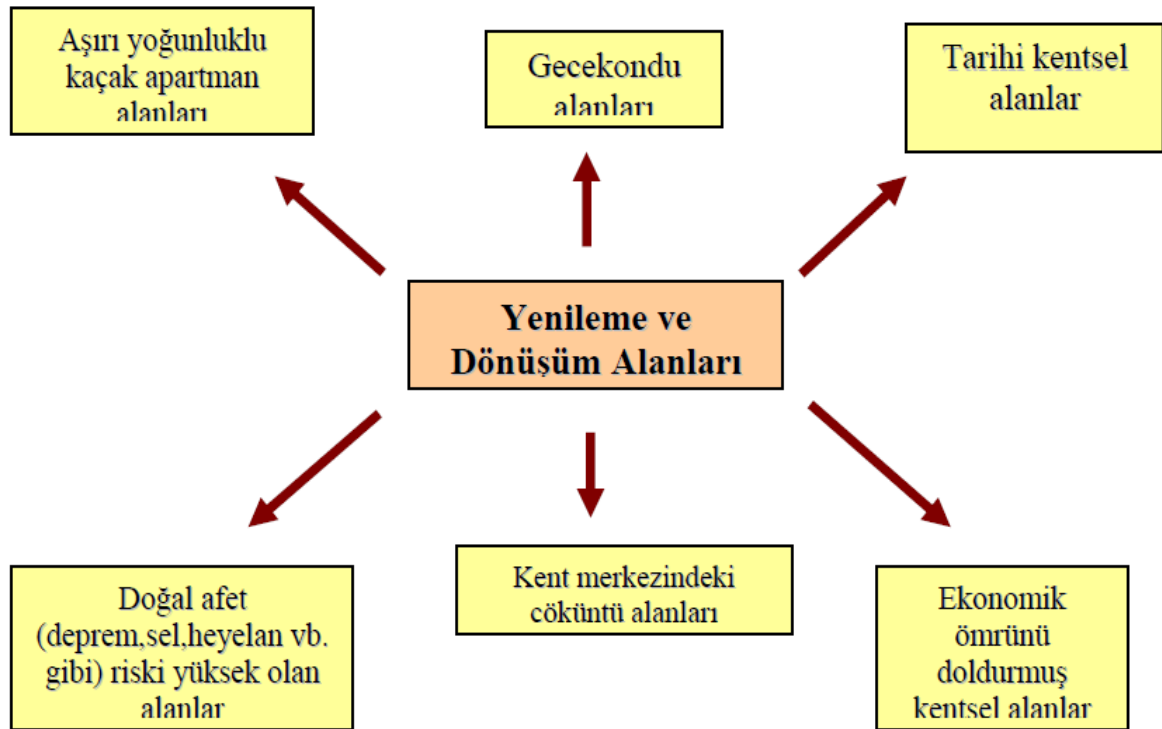 Aşırı yoğunluklu
kaçak apartman
alanları
Gecekondu
alanları
Tarihi kentsel
alanlar
Yenileme ve
Dönüşüm Alanları
Doğal afet
(deprem,sel,heyelan vb.
gibi) riski yüksek olan
alanlar
Kent merkezindeki
çöküntü alanları
Ekonomik
ömrünü
doldurmuş
kentsel alanlar